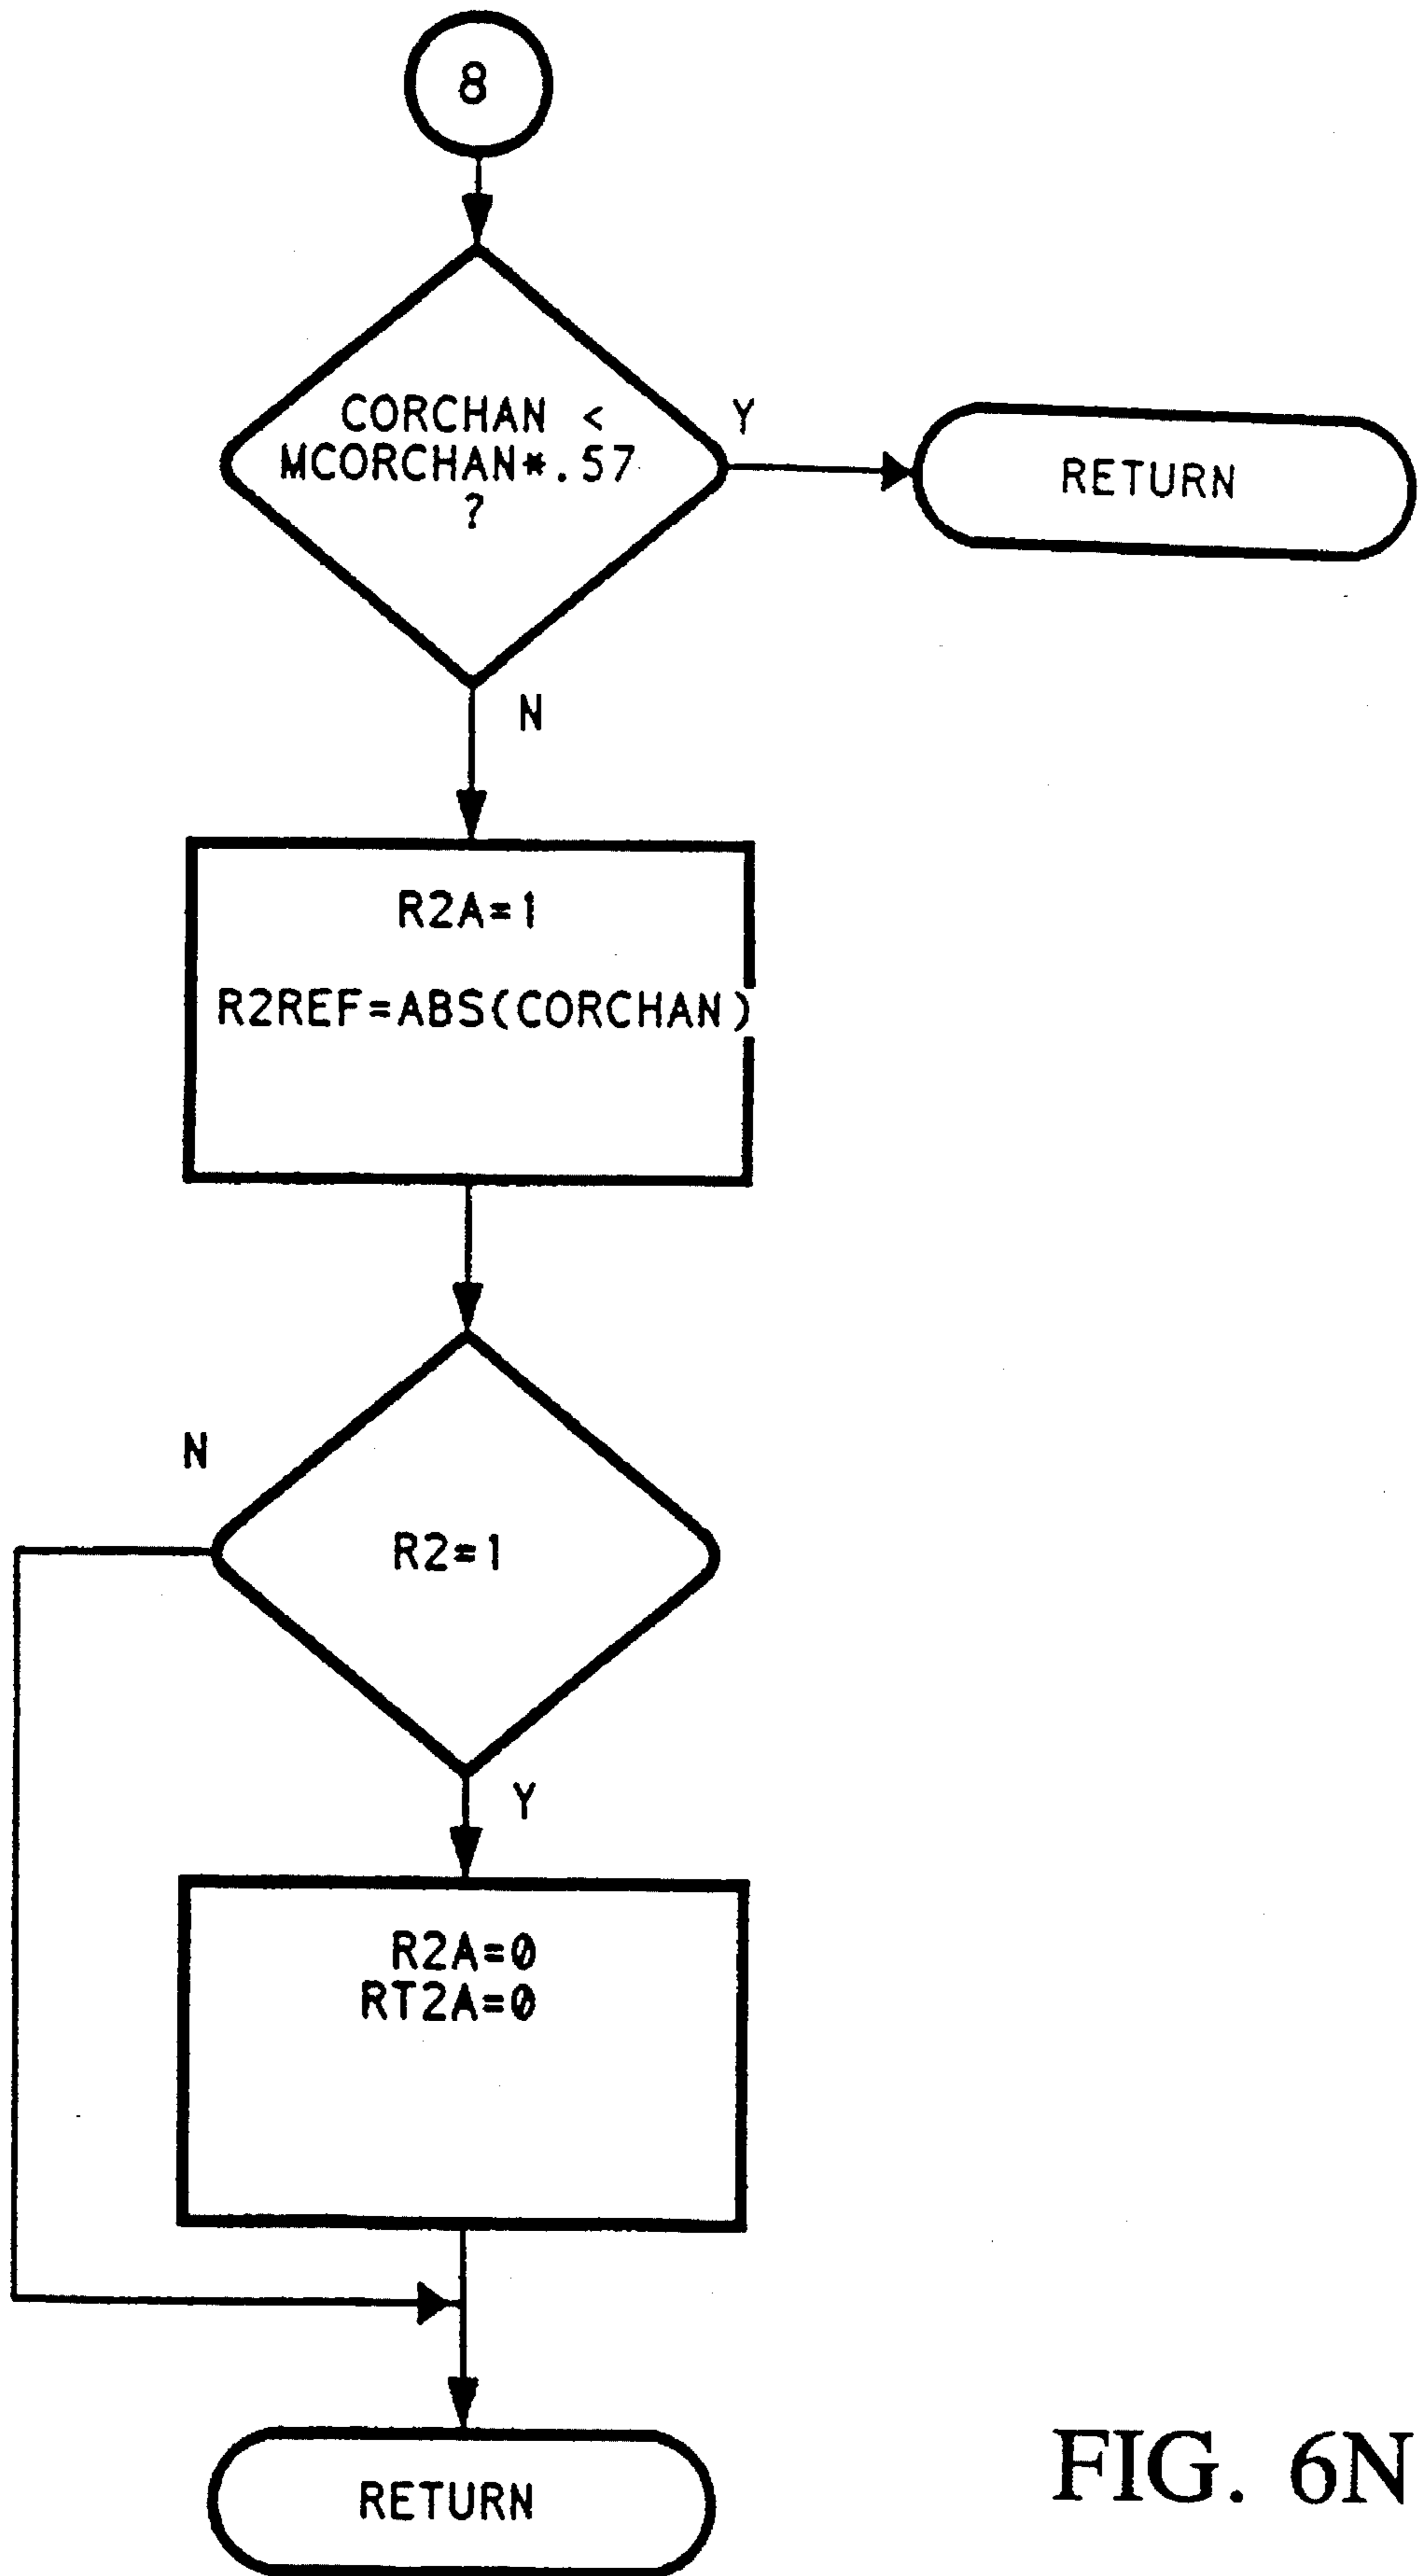 8
CORCHAN <
MCORCHAN*.57
?
Y
RETURN
N
R2A=1
R2REF=ABS(CORCHAN)
N
R2=1
Y
R2A=0
RT2A=0
RETURN
FIG. 6N